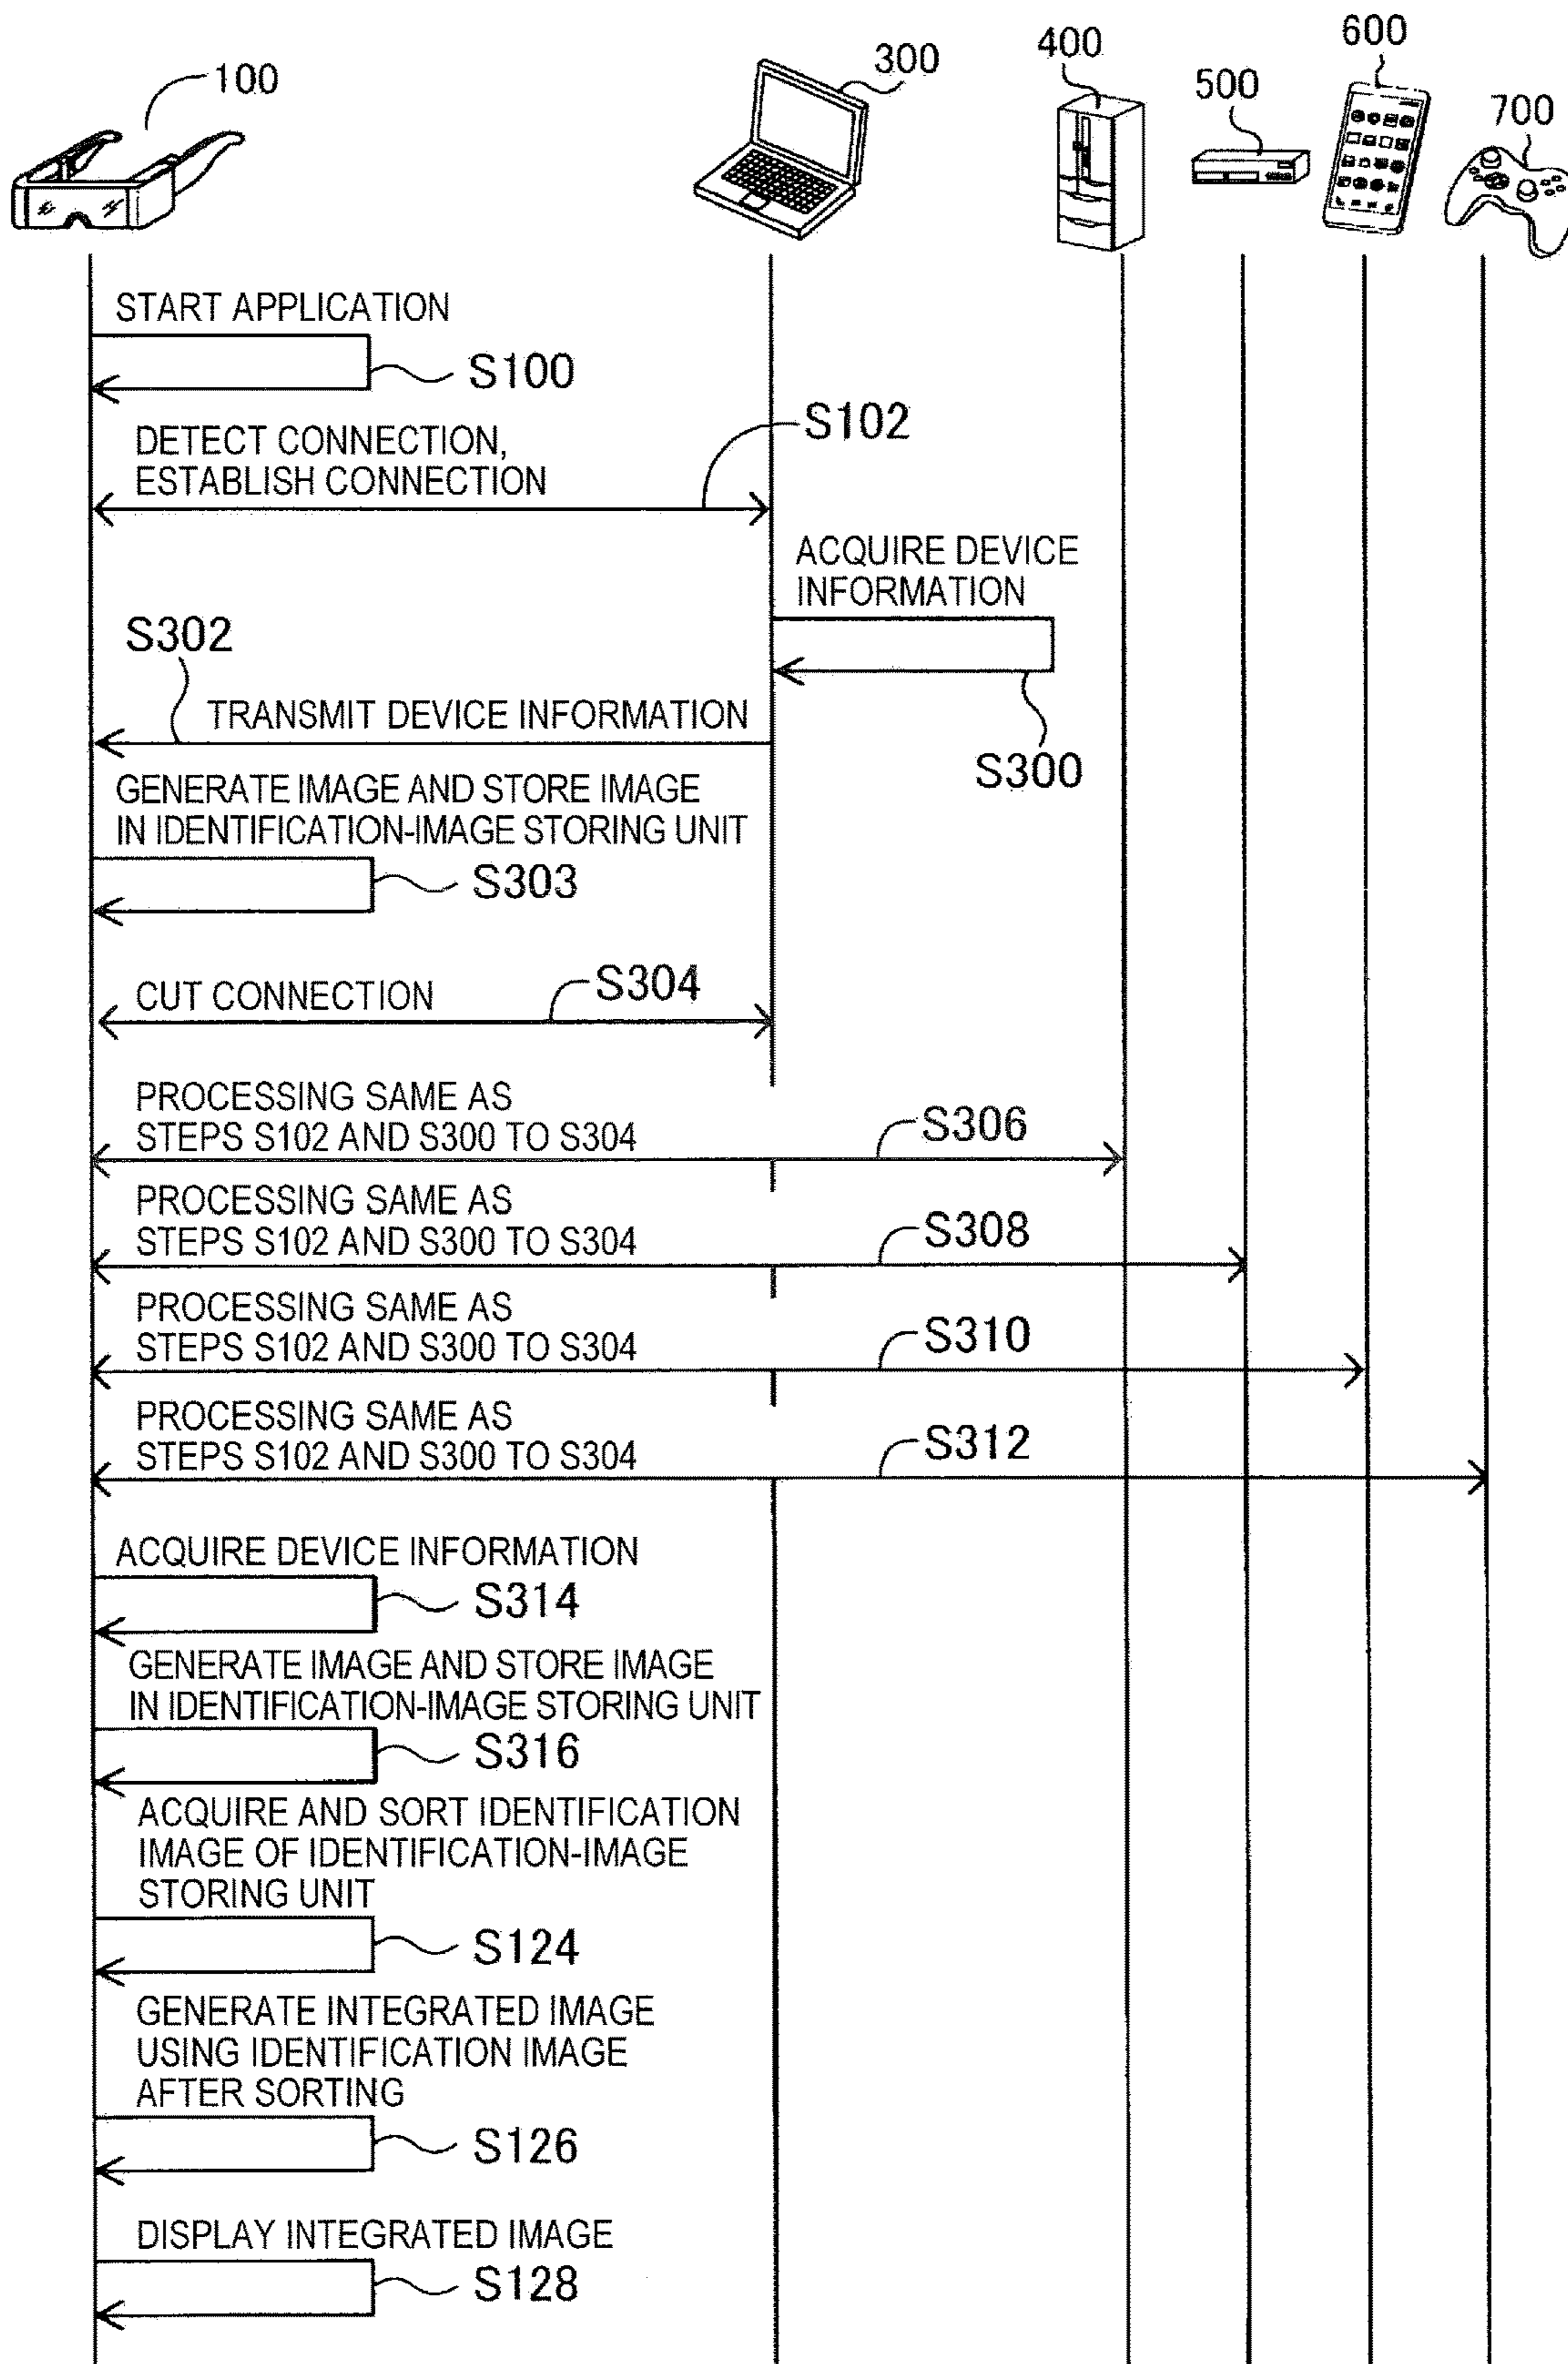 100
300
400
500
600
700
START APPLICATION
S100
DETECT CONNECTION,
ESTABLISH CONNECTION
S102
ACQUIRE DEVICE
INFORMATION
S300
S302
TRANSMIT DEVICE INFORMATION
GENERATE IMAGE AND STORE IMAGE
IN IDENTIFICATION-IMAGE STORING UNIT
S303
CUT CONNECTION
S304
PROCESSING SAME AS
STEPS S102 AND S300 TO S304
S306
PROCESSING SAME AS
STEPS S102 AND S300 TO S304
S308
PROCESSING SAME AS
STEPS S102 AND S300 TO S304
S310
PROCESSING SAME AS
STEPS S102 AND S300 TO S304
S312
ACQUIRE DEVICE INFORMATION
S314
GENERATE IMAGE AND STORE IMAGE
IN IDENTIFICATION-IMAGE STORING UNIT
S316
ACQUIRE AND SORT IDENTIFICATION
IMAGE OF IDENTIFICATION-IMAGE
STORING UNIT
S124
GENERATE INTEGRATED IMAGE
USING IDENTIFICATION IMAGE
AFTER SORTING
S126
DISPLAY INTEGRATED IMAGE
S128